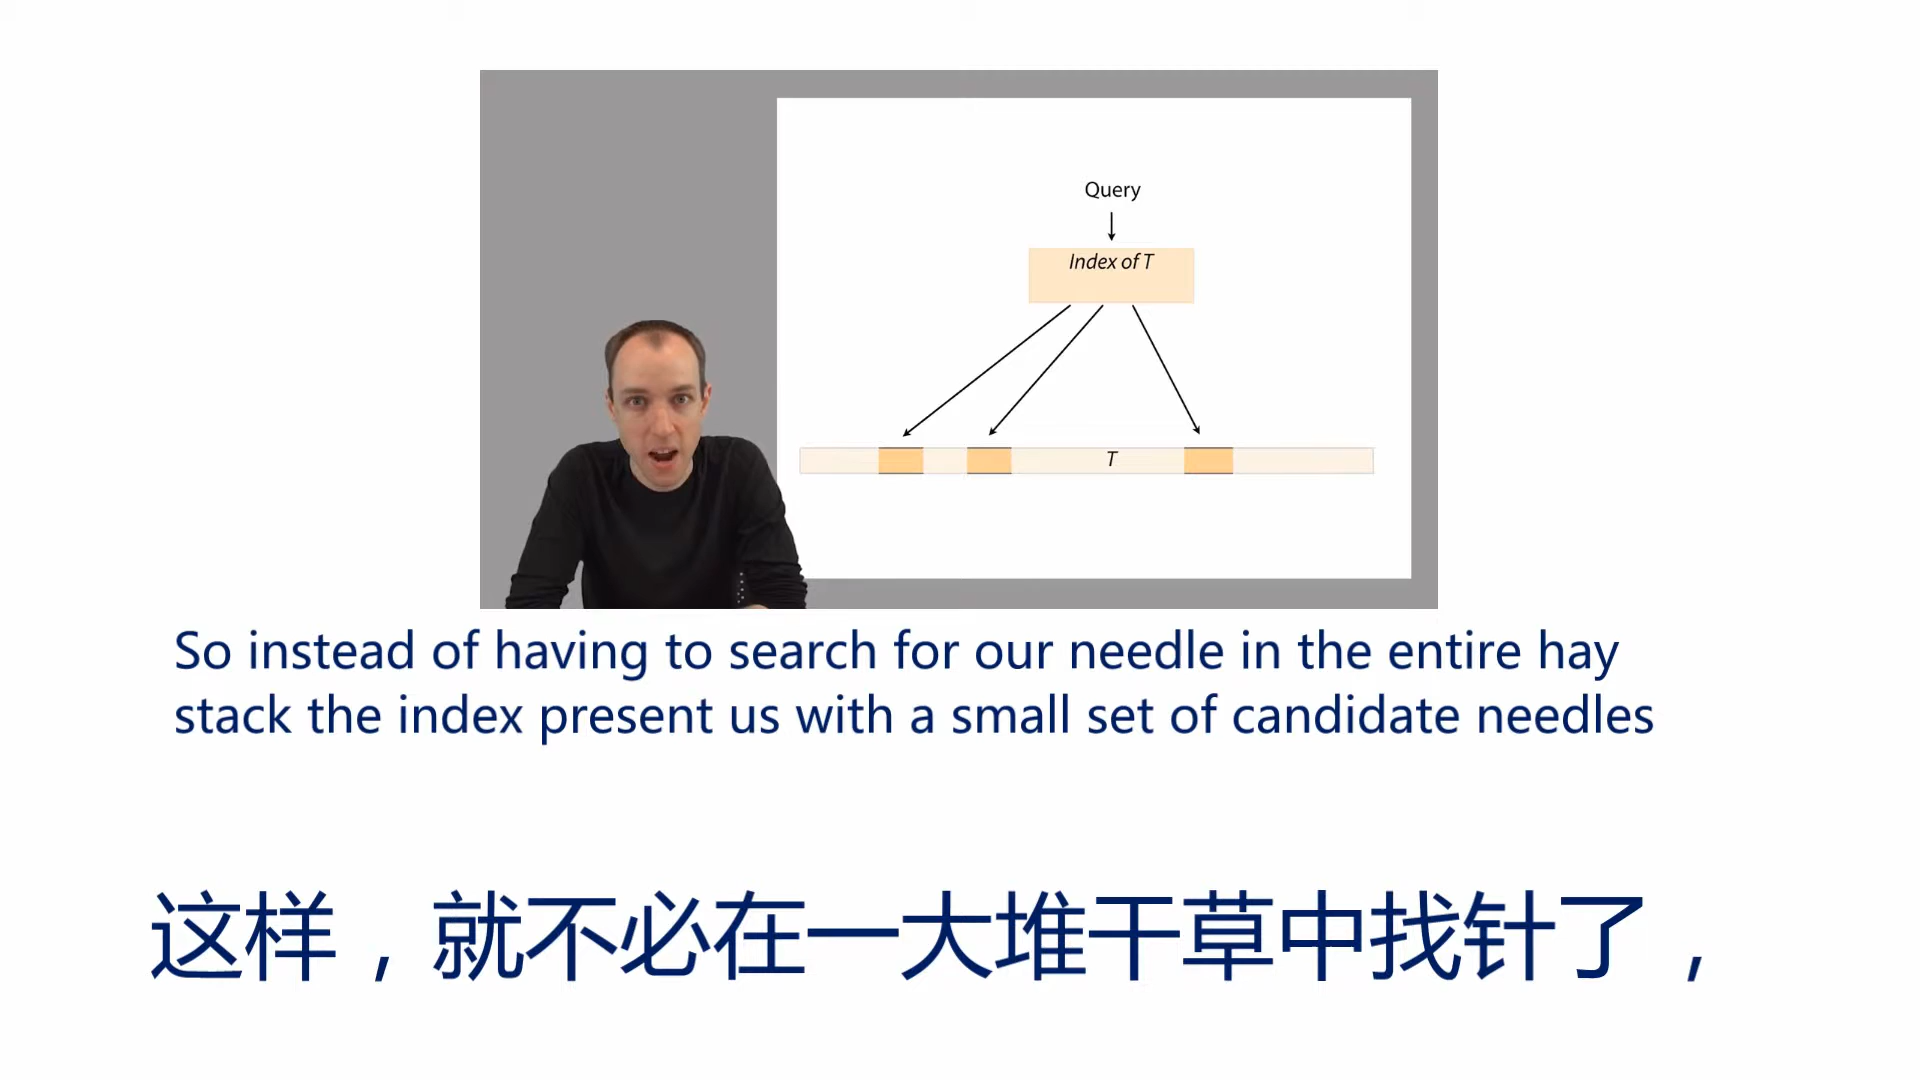 Query
Index of T
T
So instead of having to search for our needle in the entire hay
stack the index present us with a small set of candidate needles
这样，就不必在一大堆干草中找针了，